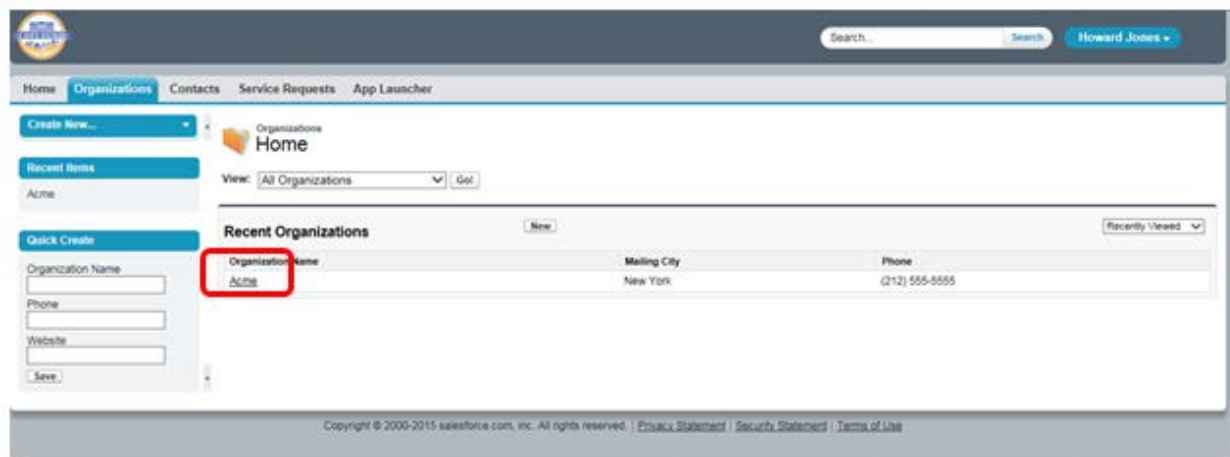 Search...
Search
Howard Jones
Home Organizations Contacts Service Requests App Launcher
Create New...
Recent Items
Acme
Quick Create
Organization Name
Phone
Website
Save
Organizations
Home
View: All Organizations Go!
Recent Organizations New Recently Viewed
Organization Name Mailing City Phone
Acme New York (212) 555-5555
Copyright © 2000-2015 salesforce.com, inc. All rights reserved. | Privacy Statement | Security Statement | Terms of Use